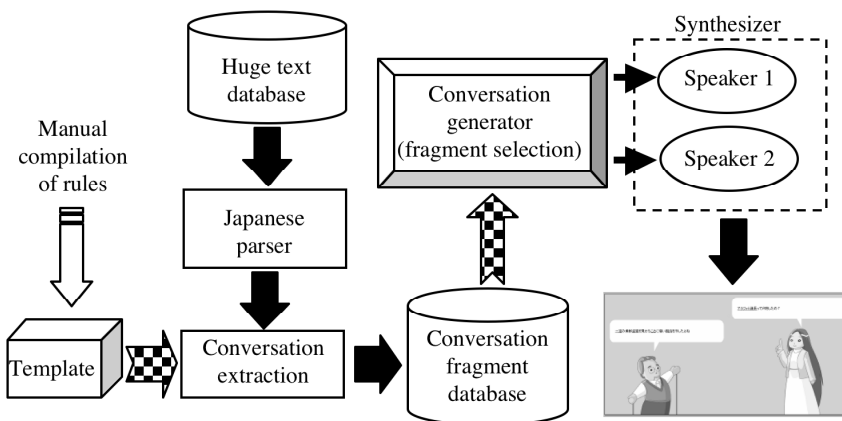 Synthesizer
Huge text
database
Conversation
generator
(fragment selection)
Speaker 1
Speaker 2
Manual
compilation
of rules
Japanese
parser
Template
Conversation
extraction
Conversation
fragment
database